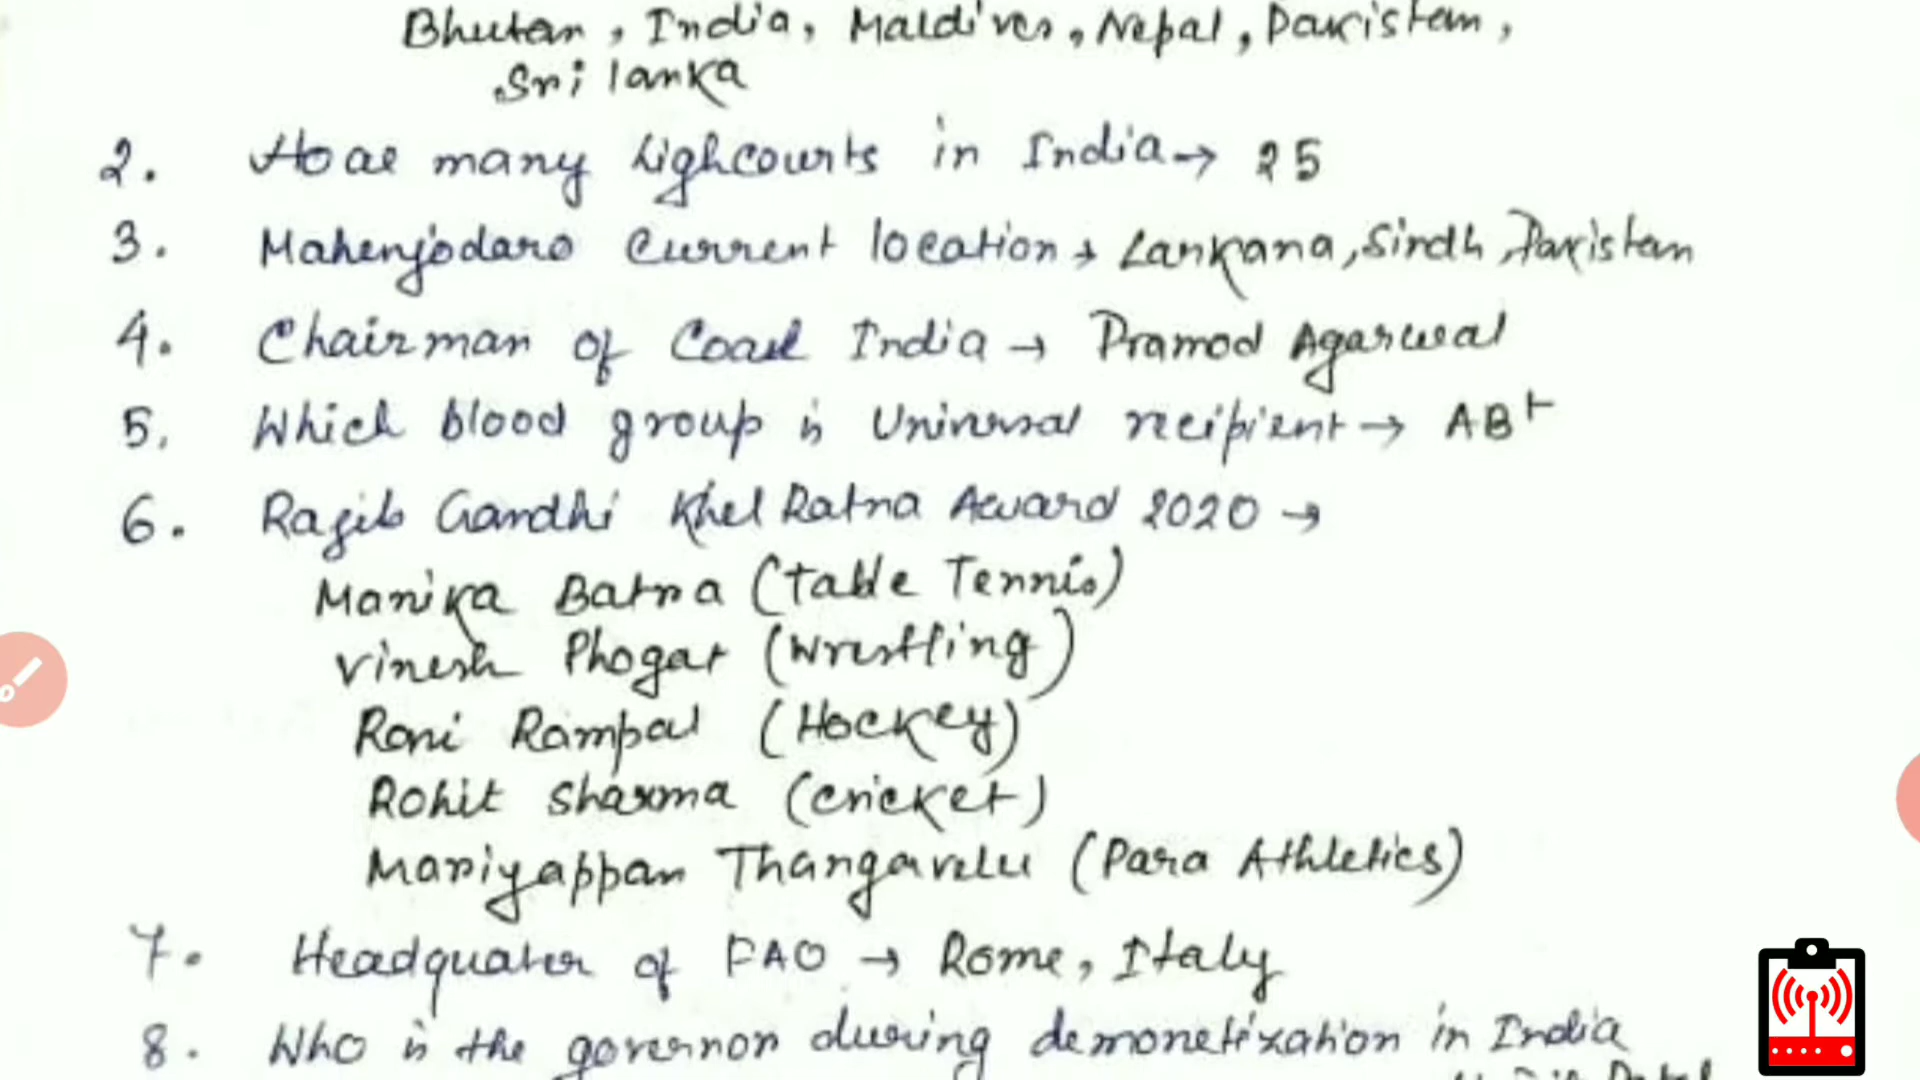 Bhutan, India, Maldives, Nepal, Pakistan,
Sri lanka
2. How many highcourts in India → 25
3. Mahenjodaro Current location → Larkana, Sindh, Pakistan
4. Chairman of Coal India → Pramod Agarwal
5. Which blood group is Universal recipient → AB+
6. Rajib Gandhi Khel Ratna Award 2020 →
Manika Batra (Table Tennis)
Vinesh Phogat (Wrestling)
Rani Rampal (Hockey)
Rohit Sharma (Cricket)
Mariyappan Thangavelu (Para Athletics)
7. Headquater of FAO → Rome, Italy
8. Who is the governor during demonetization in India
Patel